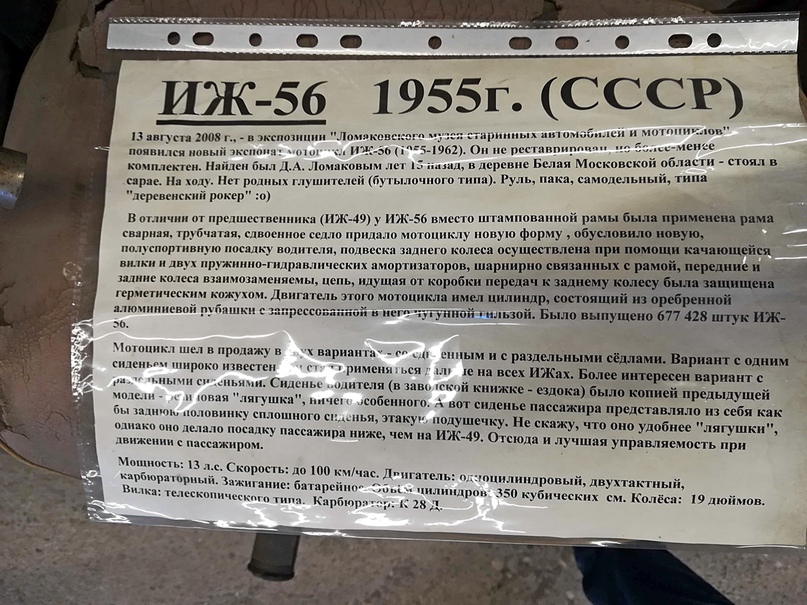 ИЖ-56 1955г. (СССР)
13 августа 2008 г., - в экспозиции "Ломаковского музея старинных автомобилей и мотоциклов"
появился новый экспонат мотоцикл ИЖ-56 (1955-1962). Он не реставрирован, но более-менее
комплектен. Найден был Д.А. Ломаковым лет 15 назад, в деревне Белая Московской области - стоял в
сарае. На ходу. Нет родных глушителей (бутылочного типа). Руль, пака, самодельный, типа
"деревенский рокер" :о)
В отличии от предшественника (ИЖ-49) у ИЖ-56 вместо штампованной рамы была применена рама
сварная, трубчатая, сдвоенное седло придало мотоциклу новую форму , обусловило новую,
полуспортивную посадку водителя, подвеска заднего колеса осуществлена при помощи качающейся
вилки и двух пружинно-гидравлических амортизаторов, шарнирно связанных с рамой, передние и
задние колеса взаимозаменяемы, цепь, идущая от коробки передач к заднему колесу была защищена
герметическим кожухом. Двигатель этого мотоцикла имел цилиндр, состоящий из оребренной
алюминиевой рубашки с запрессованной в него чугунной гильзой. Было выпущено 677 428 штук ИЖ-
56.
Мотоцикл шел в продажу в двух вариантах - со сдвоенным и с раздельными сёдлами. Вариант с одним
сиденьем широко известен и стал применяться дальше на всех ИЖах. Более интересен вариант с
раздельными сиденьями. Сиденье водителя (в заводской книжке - ездока) было копией предыдущей
модели - резиновая "лягушка", ничего особенного. А вот сиденье пассажира представляло из себя как
бы заднюю половинку сплошного сиденья, этакую подушечку. Не скажу, что оно удобнее "лягушки",
однако оно делало посадку пассажира ниже, чем на ИЖ-49. Отсюда и лучшая управляемость при
движении с пассажиром.
Мощность: 13 л.с. Скорость: до 100 км/час. Двигатель: одноцилиндровый, двухтактный,
карбюраторный. Зажигание: батарейное. Объём цилиндров: 350 кубических см. Колёса: 19 дюймов.
Вилка: телескопического типа. Карбюратор: К 28 Д.